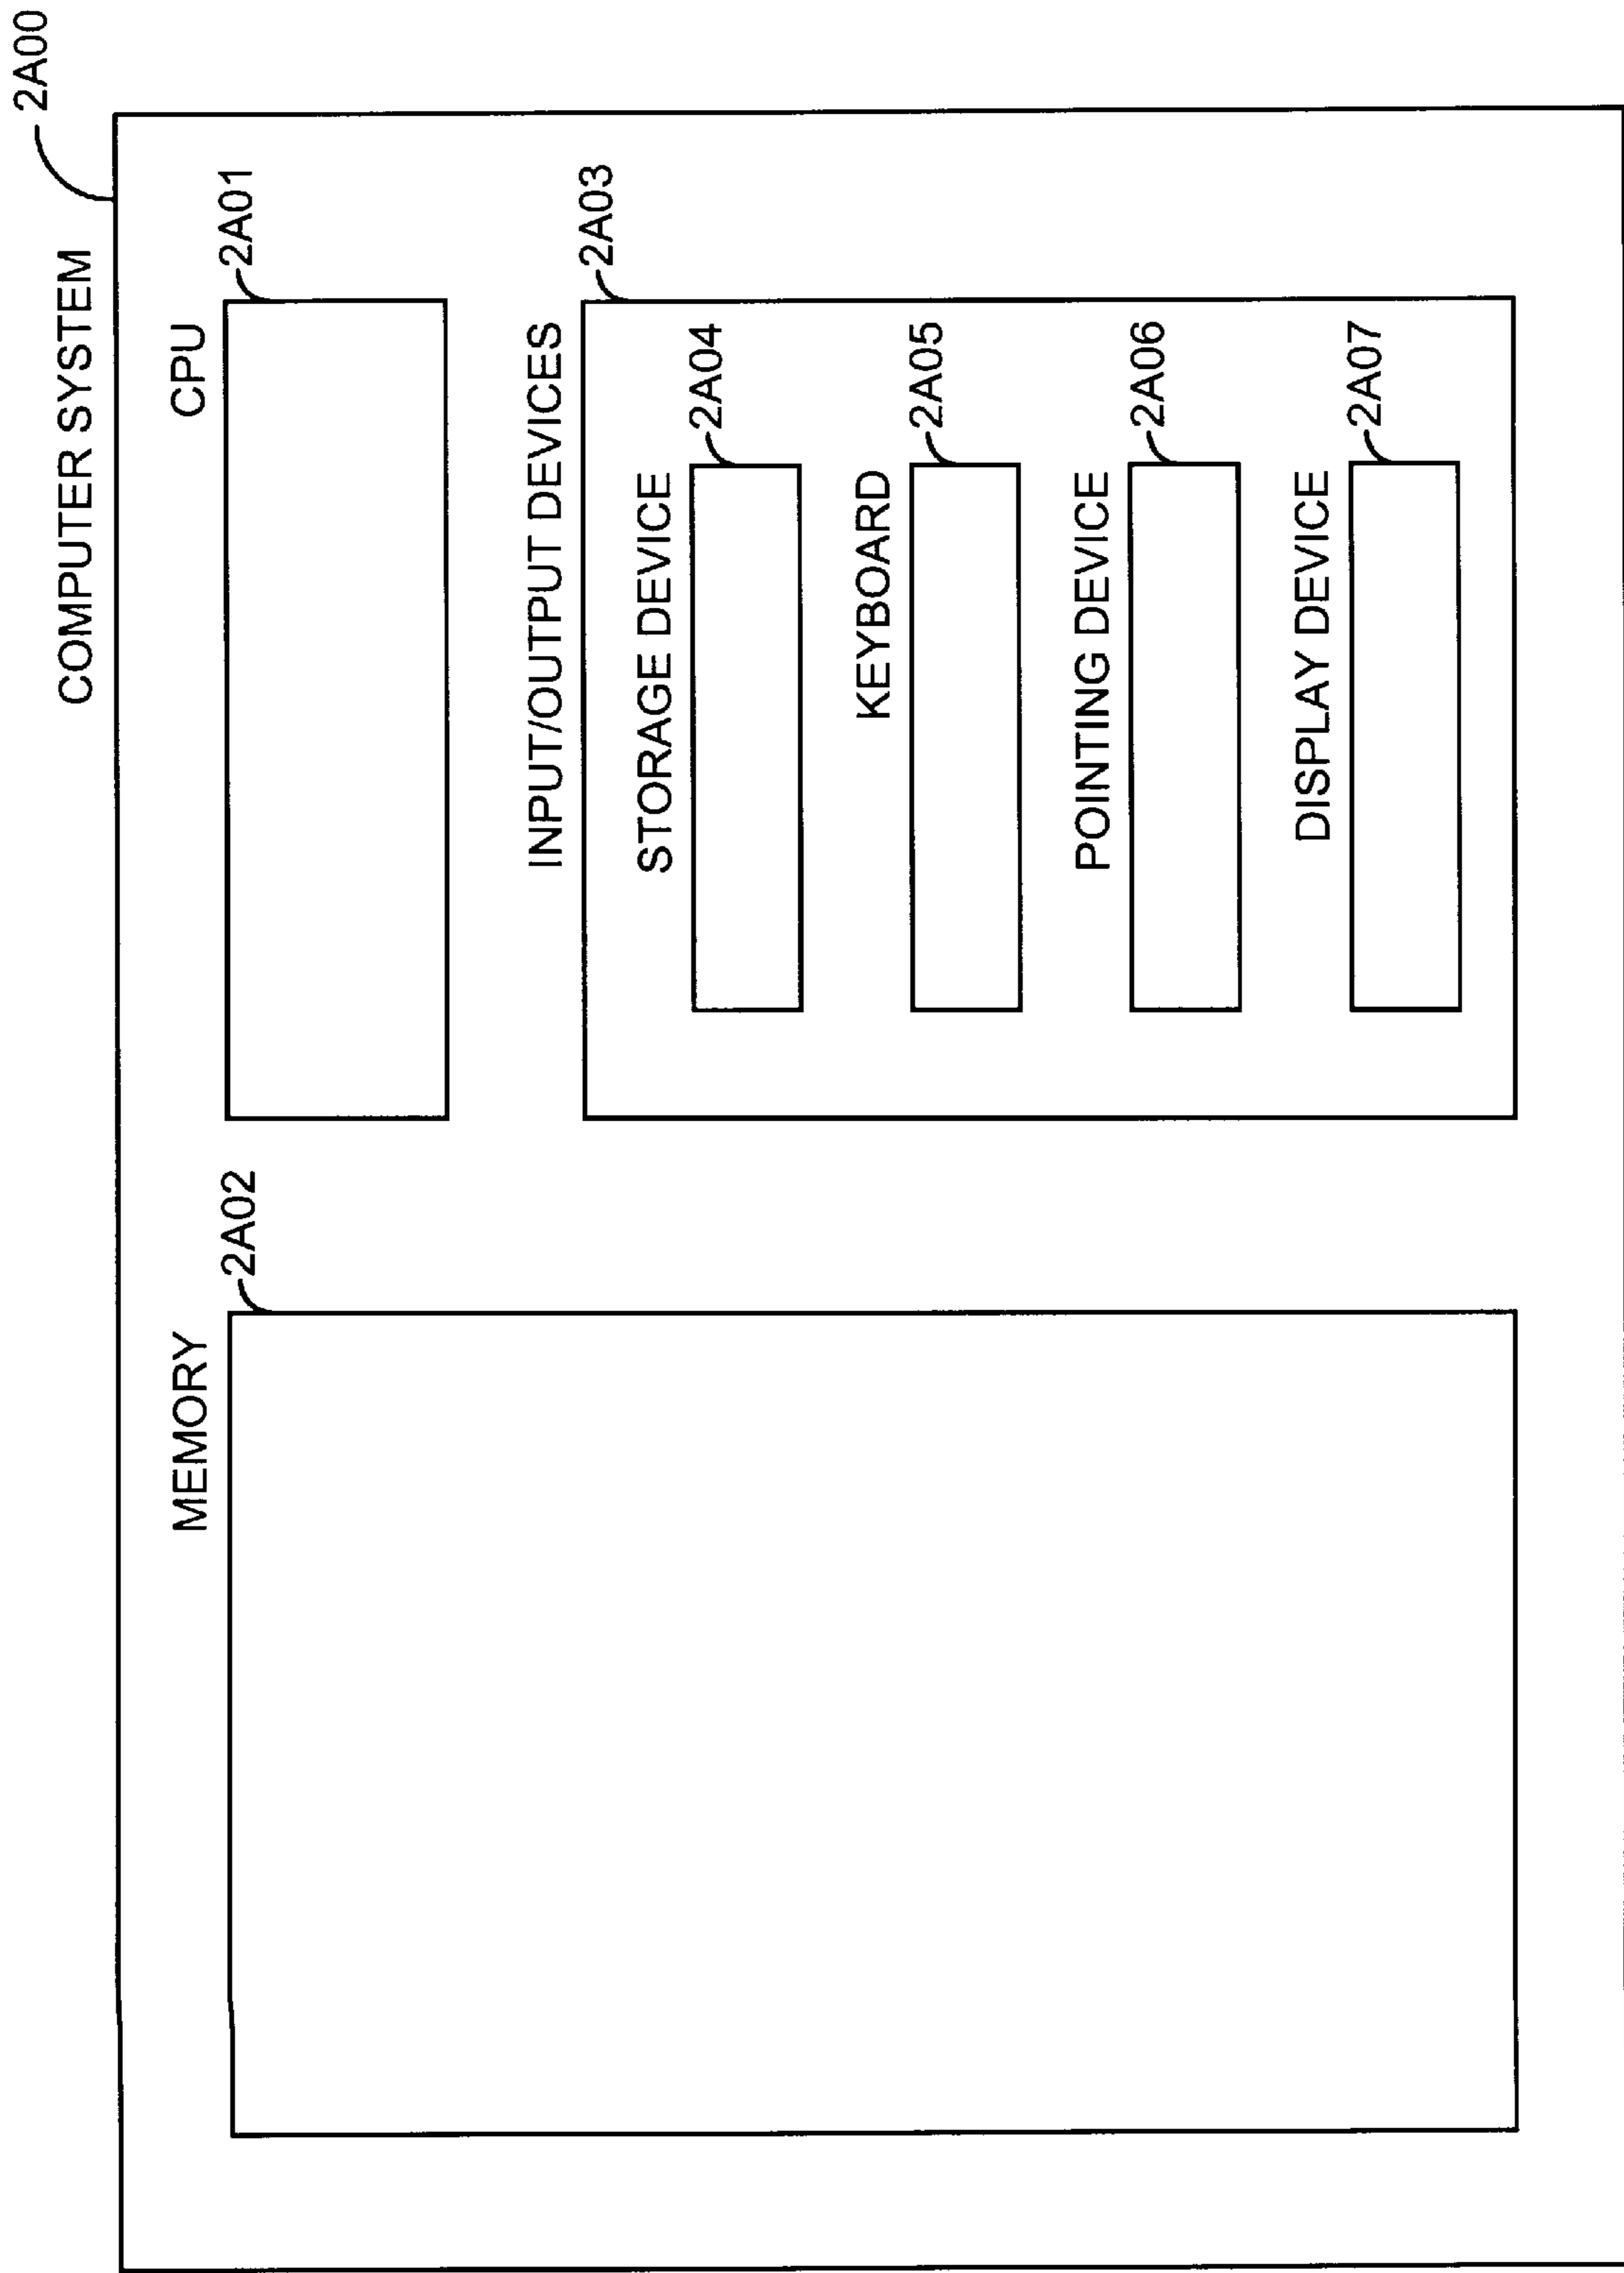 COMPUTER SYSTEM
2A00
MEMORY
2A02
CPU
2A01
INPUT/OUTPUT DEVICES
2A03
STORAGE DEVICE
2A04
KEYBOARD
2A05
POINTING DEVICE
2A06
DISPLAY DEVICE
2A07